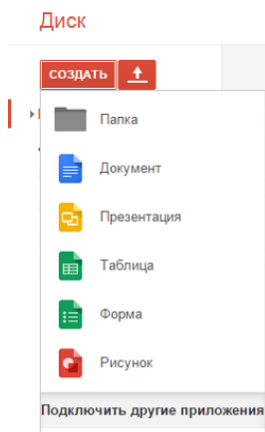 Диск
СОЗДАТЬ
Папка
Документ
Презентация
Таблица
Форма
Рисунок
Подключить другие приложения